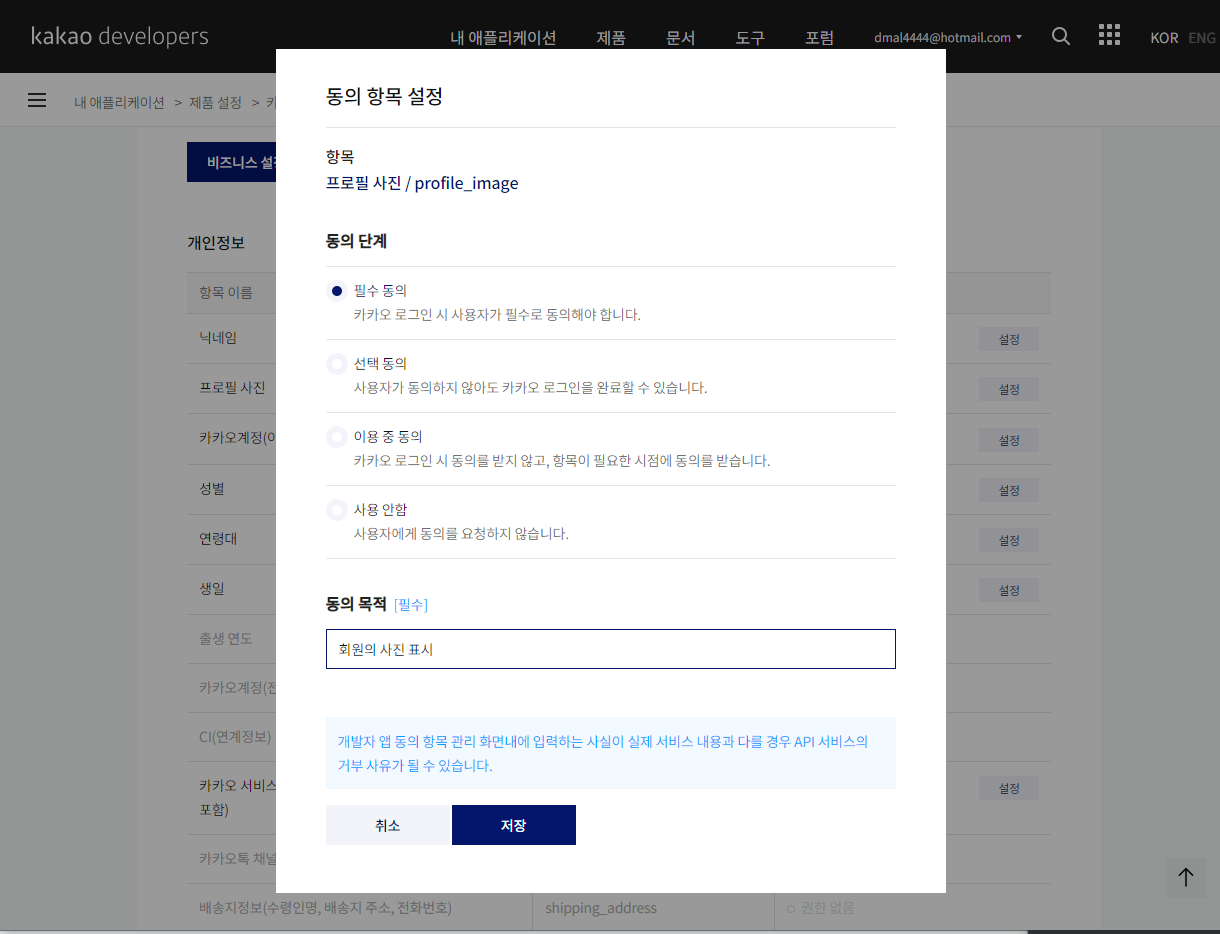 kakao developers
내 애플리케이션 제품 문서 도구 포럼 dmal4444@hotmail.com KOR ENG
내 애플리케이션 > 제품 설정 >
비즈니스
개인정보
항목 이름
닉네임 설정
프로필 사진 설정
카카오계정( 설정
성별 설정
연령대 설정
생일 설정
출생 연도
카카오계정(
CI(연계정보)
카카오 서비스
포함) 설정
카카오톡
배송지정보(수령인명, 배송지 주소, 전화번호) shipping_address 권한 없음
동의 항목 설정
항목
프로필 사진 / profile_image
동의 단계
필수 동의
카카오 로그인 시 사용자가 필수로 동의해야 합니다.
선택 동의
사용자가 동의하지 않아도 카카오 로그인을 완료할 수 있습니다.
이용 중 동의
카카오 로그인 시 동의를 받지 않고, 항목이 필요한 시점에 동의를 받습니다.
사용 안함
사용자에게 동의를 요청하지 않습니다.
동의 목적 [필수]
회원의 사진 표시
개발자 앱 동의 항목 관리 화면내에 입력하는 사실이 실제 서비스 내용과 다를 경우 API 서비스의
거부 사유가 될 수 있습니다.
취소 저장